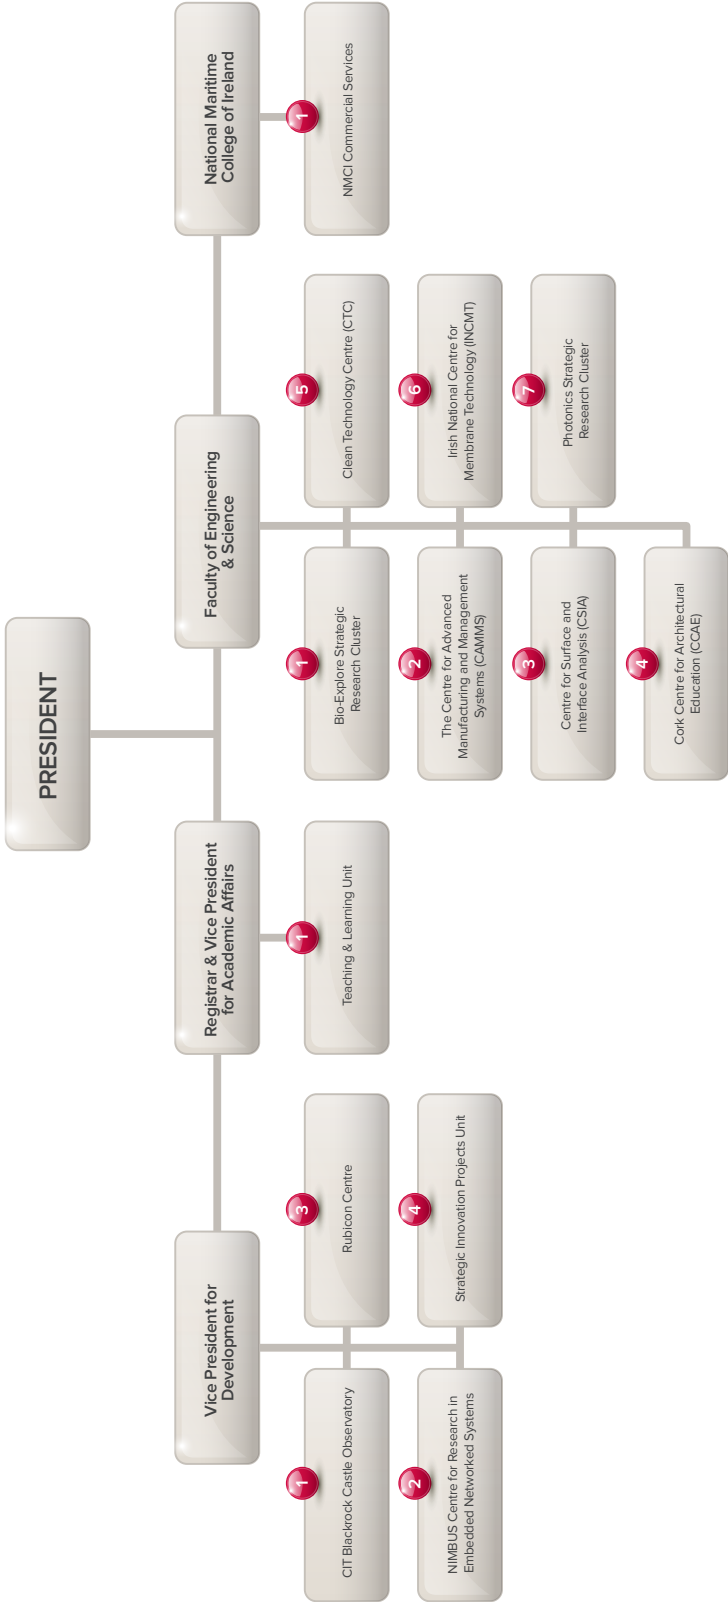 PRESIDENT
Vice President for
Development
Registrar & Vice President
for Academic Affairs
Faculty of Engineering
& Science
National Maritime
College of Ireland
1
CIT Blackrock Castle Observatory
2
NIMBUS Centre for Research in
Embedded Networked Systems
3
Rubicon Centre
4
Strategic Innovation Projects Unit
1
Teaching & Learning Unit
1
Bio-Explore Strategic
Research Cluster
2
The Centre for Advanced
Manufacturing and Management
Systems (CAMMS)
3
Centre for Surface and
Interface Analysis (CSIA)
4
Cork Centre for Architectural
Education (CCAE)
5
Clean Technology Centre (CTC)
6
Irish National Centre for
Membrane Technology (INCMT)
7
Photonics Strategic
Research Cluster
1
NMCI Commercial Services